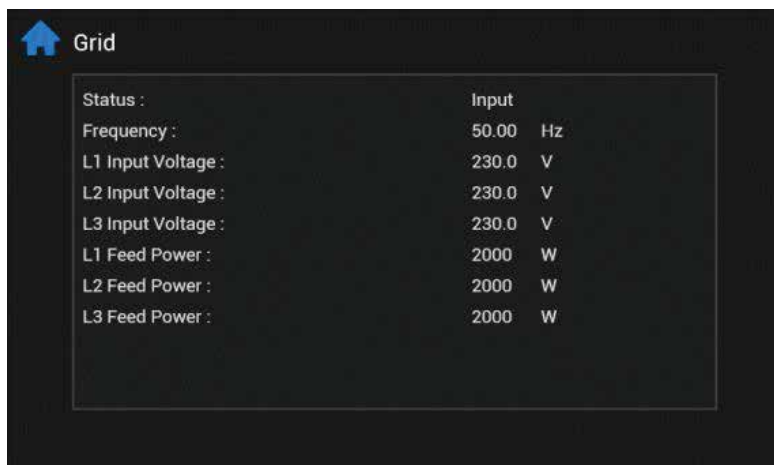 Grid
Status : Input
Frequency : 50.00 Hz
L1 Input Voltage : 230.0 V
L2 Input Voltage : 230.0 V
L3 Input Voltage : 230.0 V
L1 Feed Power : 2000 W
L2 Feed Power : 2000 W
L3 Feed Power : 2000 W